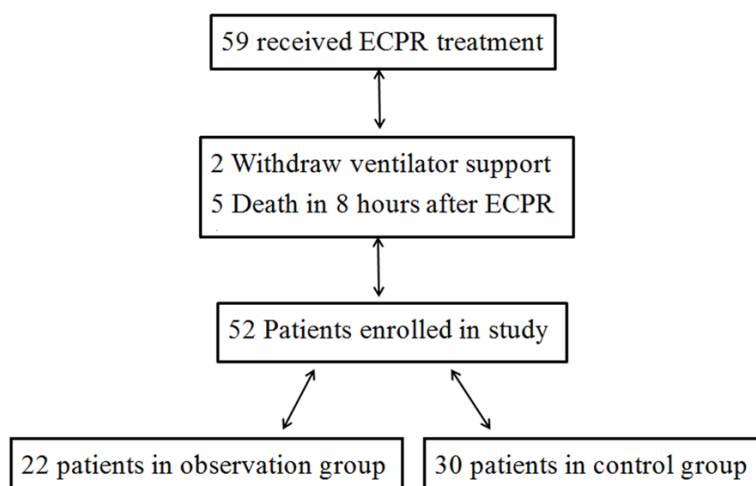 59 received ECPR treatment
2 Withdraw ventilator support
5 Death in 8 hours after ECPR
52 Patients enrolled in study
22 patients in observation group
30 patients in control group